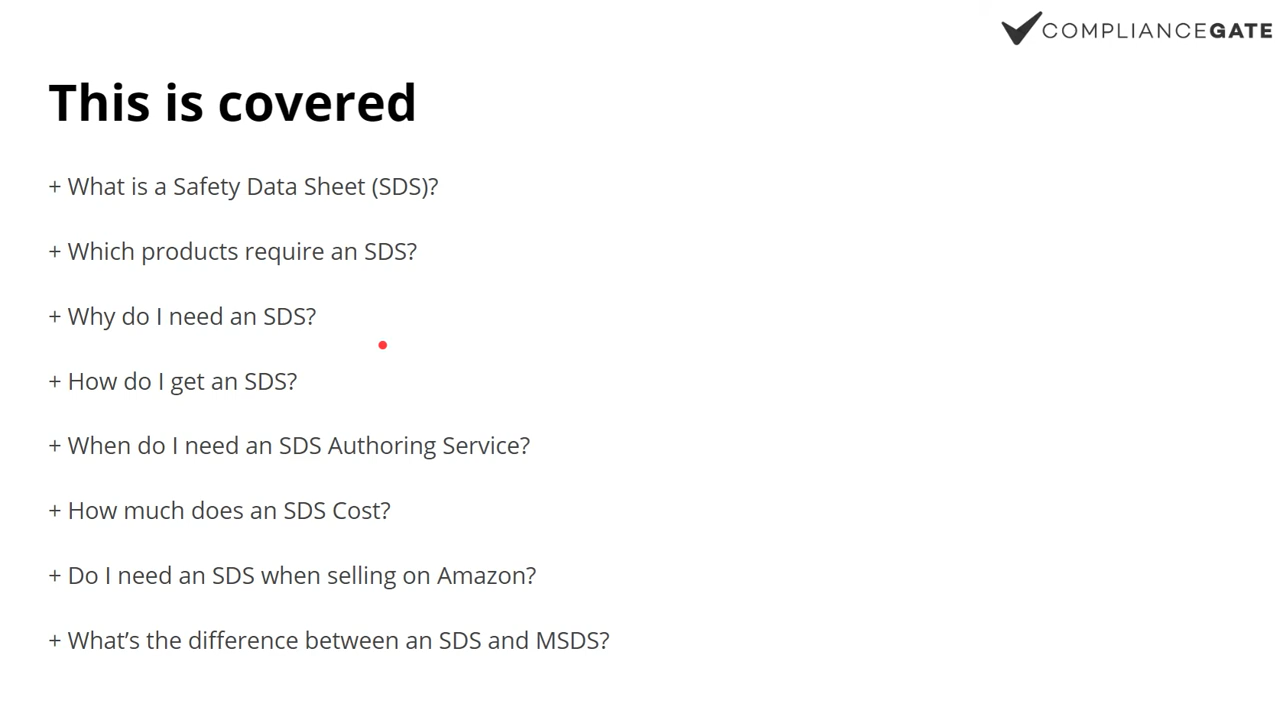 COMPLIANCEGATE
This is covered
+ What is a Safety Data Sheet (SDS)?
+ Which products require an SDS?
+ Why do I need an SDS?
+ How do I get an SDS?
+ When do I need an SDS Authoring Service?
+ How much does an SDS Cost?
+ Do I need an SDS when selling on Amazon?
+ What’s the difference between an SDS and MSDS?